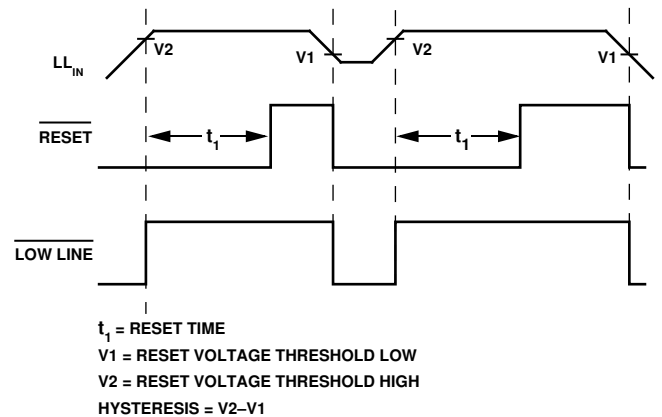 V2 V1 V2 V1
LL_IN
RESET t1 t1
LOW LINE
t1 = RESET TIME
V1 = RESET VOLTAGE THRESHOLD LOW
V2 = RESET VOLTAGE THRESHOLD HIGH
HYSTERESIS = V2–V1